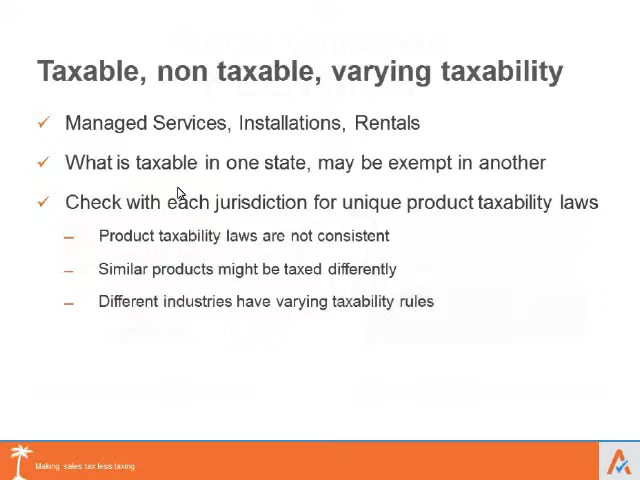 Taxable, non taxable, varying taxability
Managed Services, Installations, Rentals
What is taxable in one state, may be exempt in another
Check with each jurisdiction for unique product taxability laws
Product taxability laws are not consistent
Similar products might be taxed differently
Different industries have varying taxability rules
Making sales tax less taxing